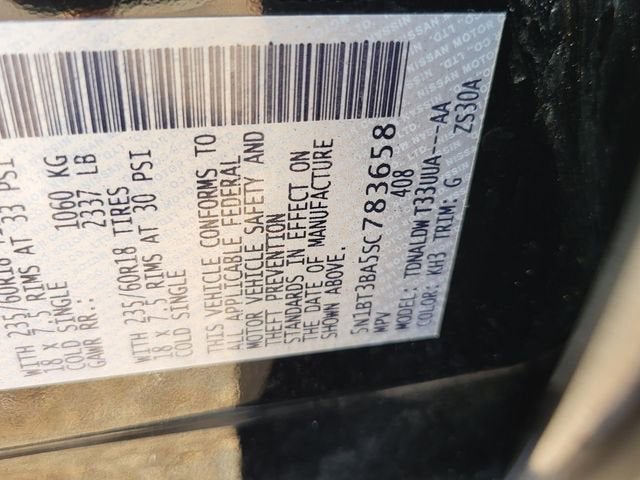 WITH 235/60R18
18 X 7.5 RIMS AT 33 PSI
COLD SINGLE
GAWR RR.: 1060 KG
2337 LB
WITH 235/60R18 TIRES
18 X 7.5 RIMS AT 30 PSI
COLD SINGLE
THIS VEHICLE CONFORMS TO
ALL APPLICABLE FEDERAL
MOTOR VEHICLE SAFETY AND
THEFT PREVENTION
STANDARDS IN EFFECT ON
THE DATE OF MANUFACTURE
SHOWN ABOVE.
5N1BT3BA5SC783658
MPV 408
MODEL: TDNALDWT33UUA---AA
COLOR: KH3 TRIM: G ZS30A